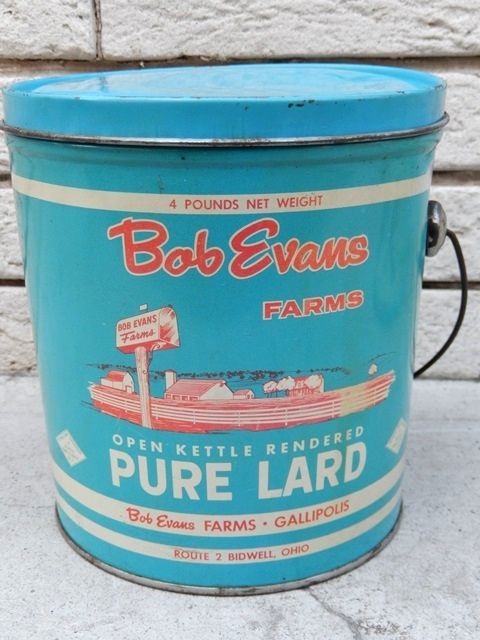 4 POUNDS NET WEIGHT
Bob Evans
FARMS
BOB EVANS
Farms
OPEN KETTLE RENDERED
PURE LARD
Bob Evans FARMS · GALLIPOLIS
ROUTE 2 BIDWELL, OHIO